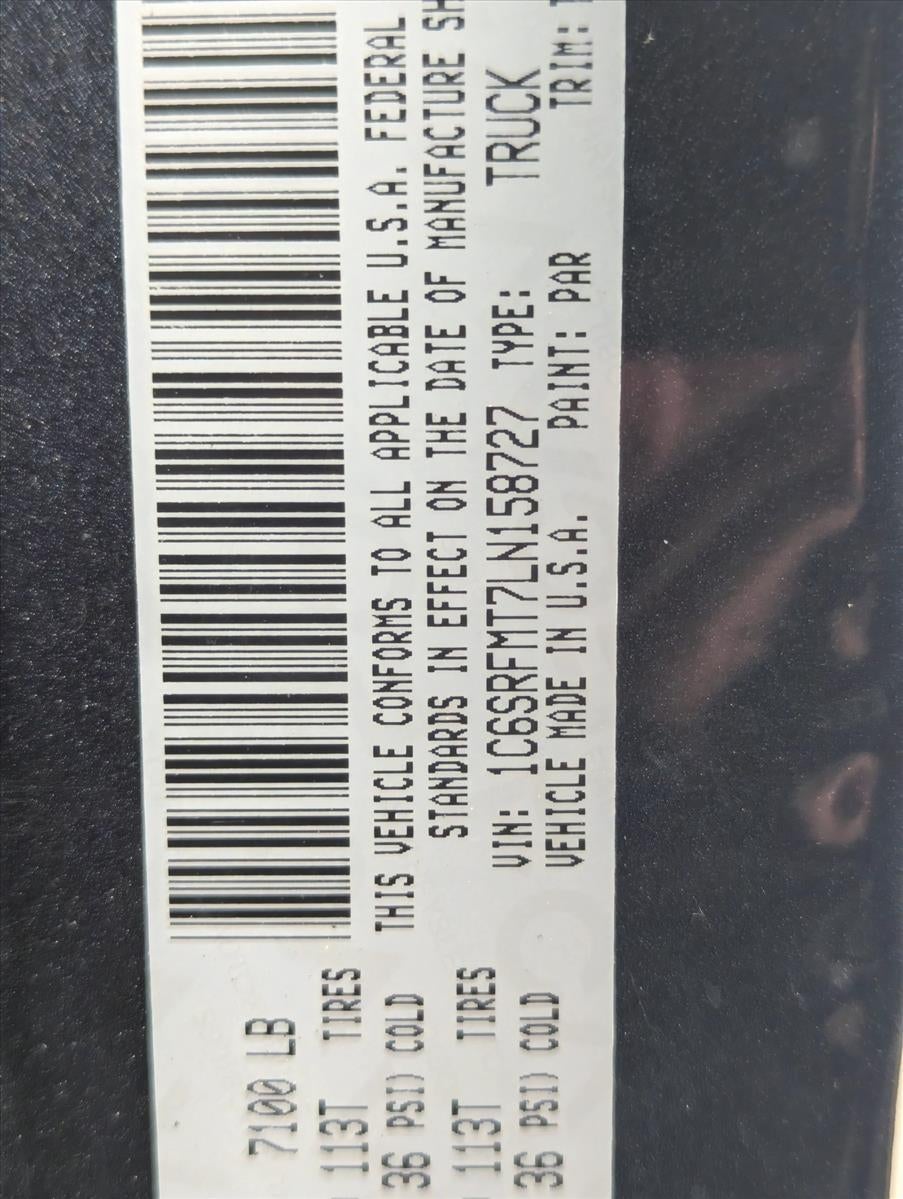 7100 LB
113T TIRES
36 PSI) COLD
113T TIRES
36 PSI) COLD
THIS VEHICLE CONFORMS TO ALL APPLICABLE U.S.A. FEDERAL
STANDARDS IN EFFECT ON THE DATE OF MANUFACTURE SH
VIN: 1C6SRFMT7LN158727 TYPE: TRUCK
VEHICLE MADE IN U.S.A. PAINT: PAR TRIM: